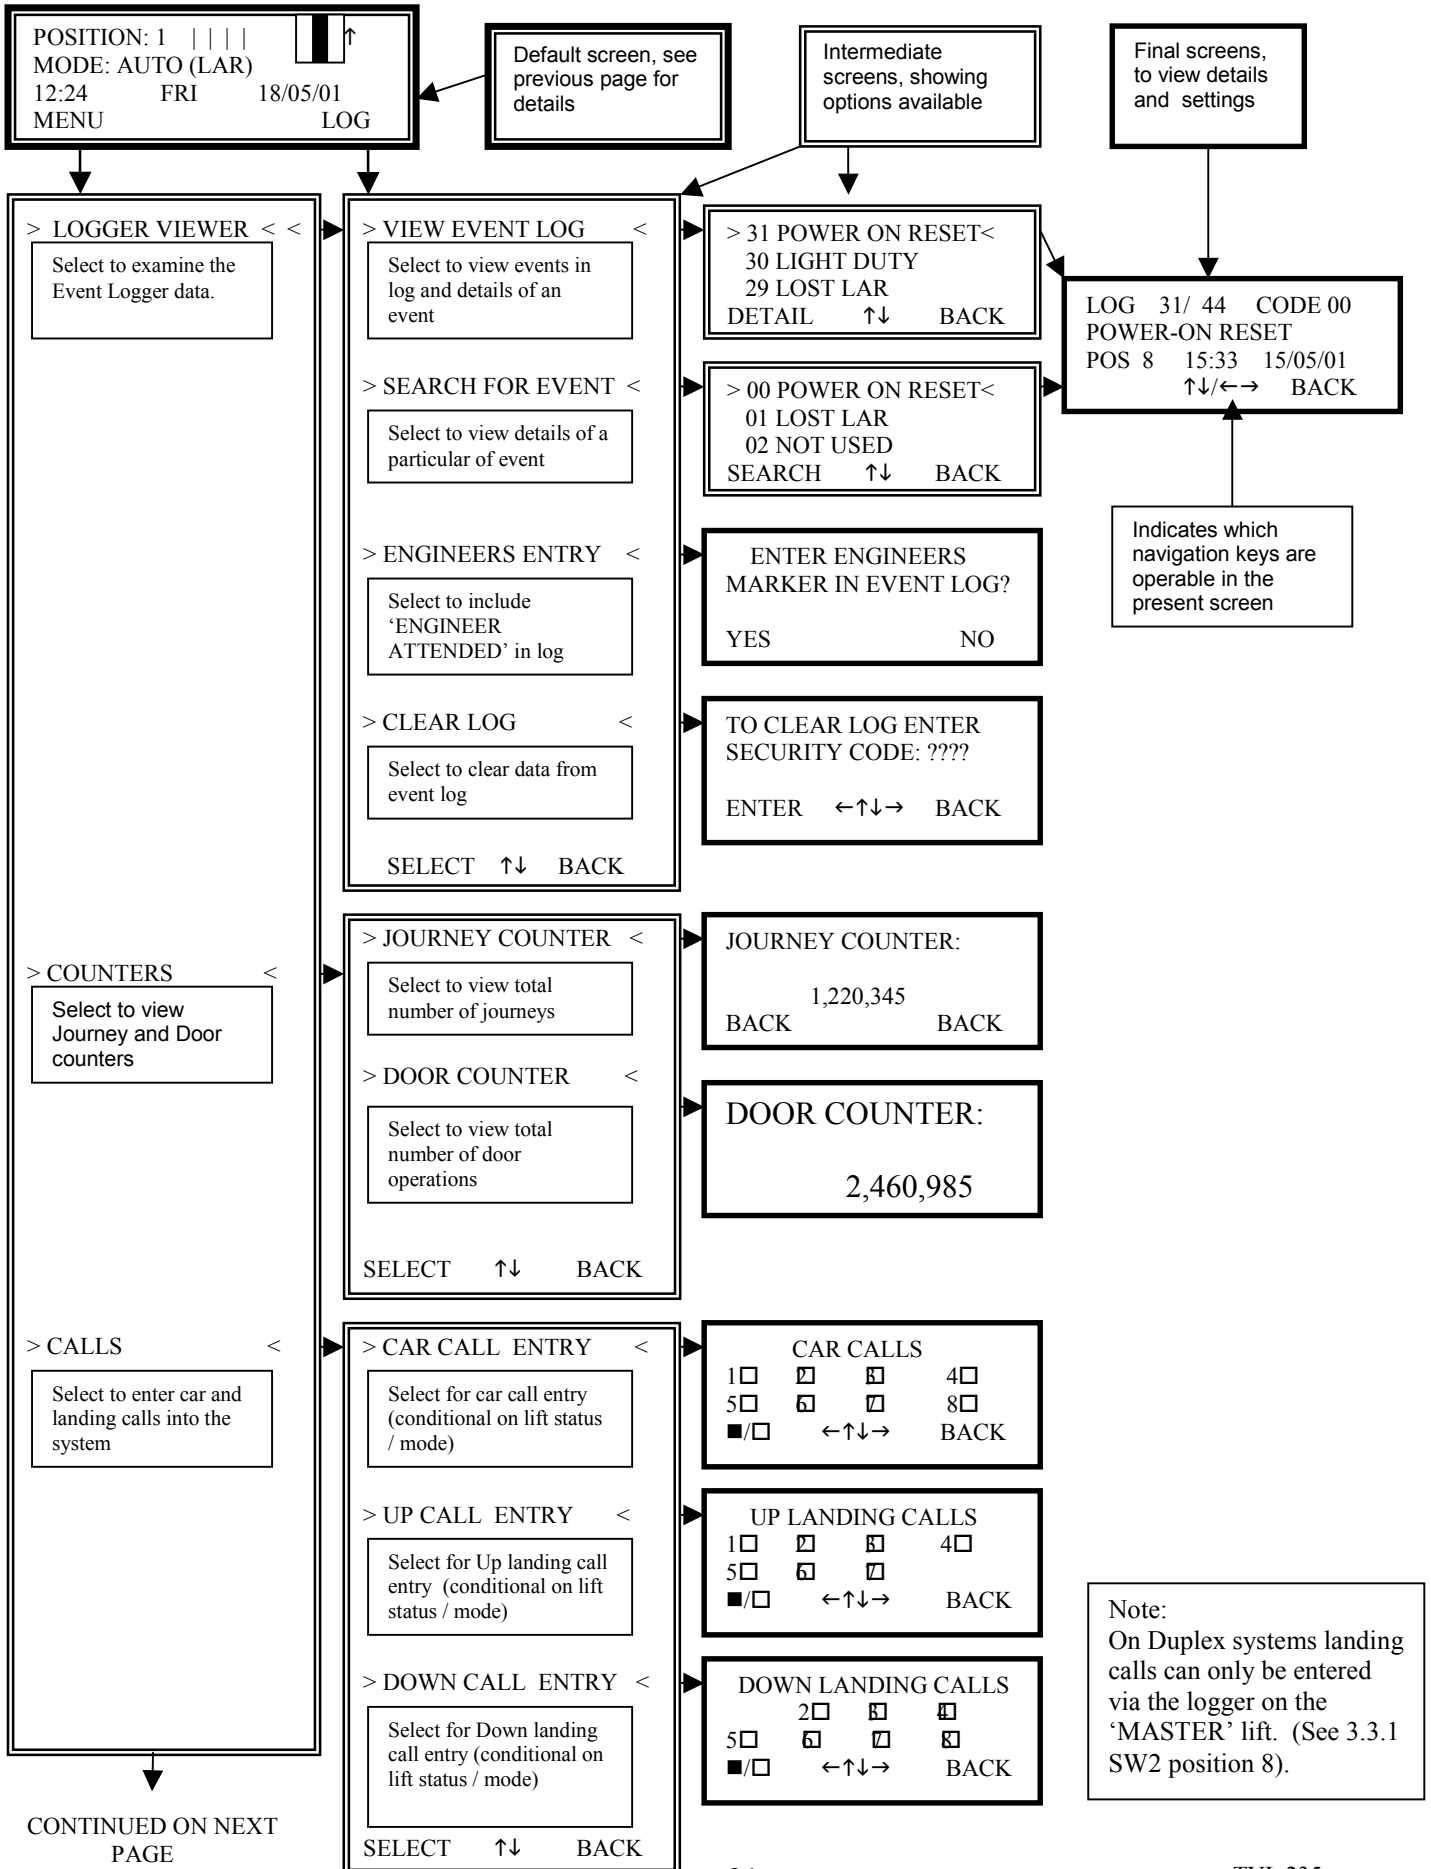 POSITION: 1 | | | | ↑
MODE: AUTO (LAR)
12:24 FRI 18/05/01
MENU LOG
Default screen, see
previous page for
details
Intermediate
screens, showing
options available
Final screens,
to view details
and settings
> LOGGER VIEWER < <
Select to examine the
Event Logger data.
> VIEW EVENT LOG <
Select to view events in
log and details of an
event
> 31 POWER ON RESET<
30 LIGHT DUTY
29 LOST LAR
DETAIL ↑↓ BACK
LOG 31/ 44 CODE 00
POWER-ON RESET
POS 8 15:33 15/05/01
↑↓/←→ BACK
> SEARCH FOR EVENT <
Select to view details of a
particular of event
> 00 POWER ON RESET<
01 LOST LAR
02 NOT USED
SEARCH ↑↓ BACK
Indicates which
navigation keys are
operable in the
present screen
> ENGINEERS ENTRY <
Select to include
‘ENGINEER
ATTENDED’ in log
ENTER ENGINEERS
MARKER IN EVENT LOG?
YES NO
> CLEAR LOG <
Select to clear data from
event log
TO CLEAR LOG ENTER
SECURITY CODE: ????
ENTER ←↑↓→ BACK
SELECT ↑↓ BACK
> COUNTERS <
Select to view
Journey and Door
counters
> JOURNEY COUNTER <
Select to view total
number of journeys
JOURNEY COUNTER:
1,220,345
BACK BACK
> DOOR COUNTER <
Select to view total
number of door
operations
DOOR COUNTER:
2,460,985
SELECT ↑↓ BACK
> CALLS <
Select to enter car and
landing calls into the
system
> CAR CALL ENTRY <
Select for car call entry
(conditional on lift status
/ mode)
CAR CALLS
1□ 2□ 3□ 4□
5□ 6□ 7□ 8□
■/□ ←↑↓→ BACK
> UP CALL ENTRY <
Select for Up landing call
entry (conditional on lift
status / mode)
UP LANDING CALLS
1□ 2□ 3□ 4□
5□ 6□ 7□
■/□ ←↑↓→ BACK
> DOWN CALL ENTRY <
Select for Down landing
call entry (conditional on
lift status / mode)
DOWN LANDING CALLS
2□ 3□ 4□
5□ 6□ 7□ 8□
■/□ ←↑↓→ BACK
SELECT ↑↓ BACK
Note:
On Duplex systems landing
calls can only be entered
via the logger on the
‘MASTER’ lift. (See 3.3.1
SW2 position 8).
CONTINUED ON NEXT
PAGE